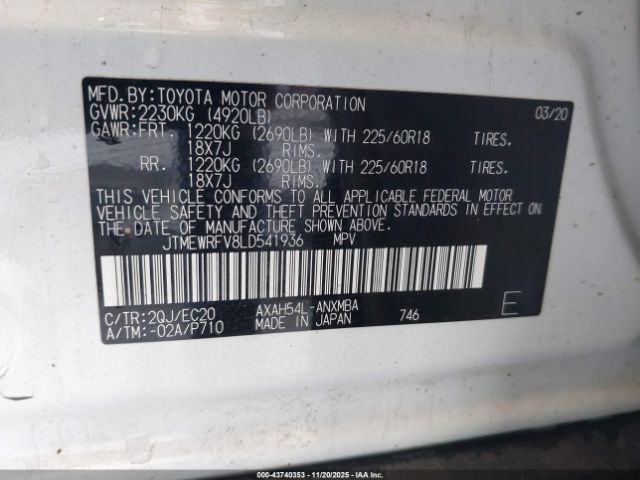 MFD.BY:TOYOTA MOTOR CORPORATION 03/20
GVWR:2230KG (4920LB)
GAWR:FRT. 1220KG (2690LB) WITH 225/60R18 TIRES.
18X7J RIMS.
RR. 1220KG (2690LB) WITH 225/60R18 TIRES.
18X7J RIMS.
THIS VEHICLE CONFORMS TO ALL APPLICABLE FEDERAL MOTOR
VEHICLE SAFETY AND THEFT PREVENTION STANDARDS IN EFFECT ON
THE DATE OF MANUFACTURE SHOWN ABOVE.
JTMEWRFV8LD541936 MPV
C/TR:2QJ/EC20 AXAH54L-ANXMBA 746 E
A/TM:-02A/P710 MADE IN JAPAN
© - 43740353 - 11/20/2025 - IAAI.COM